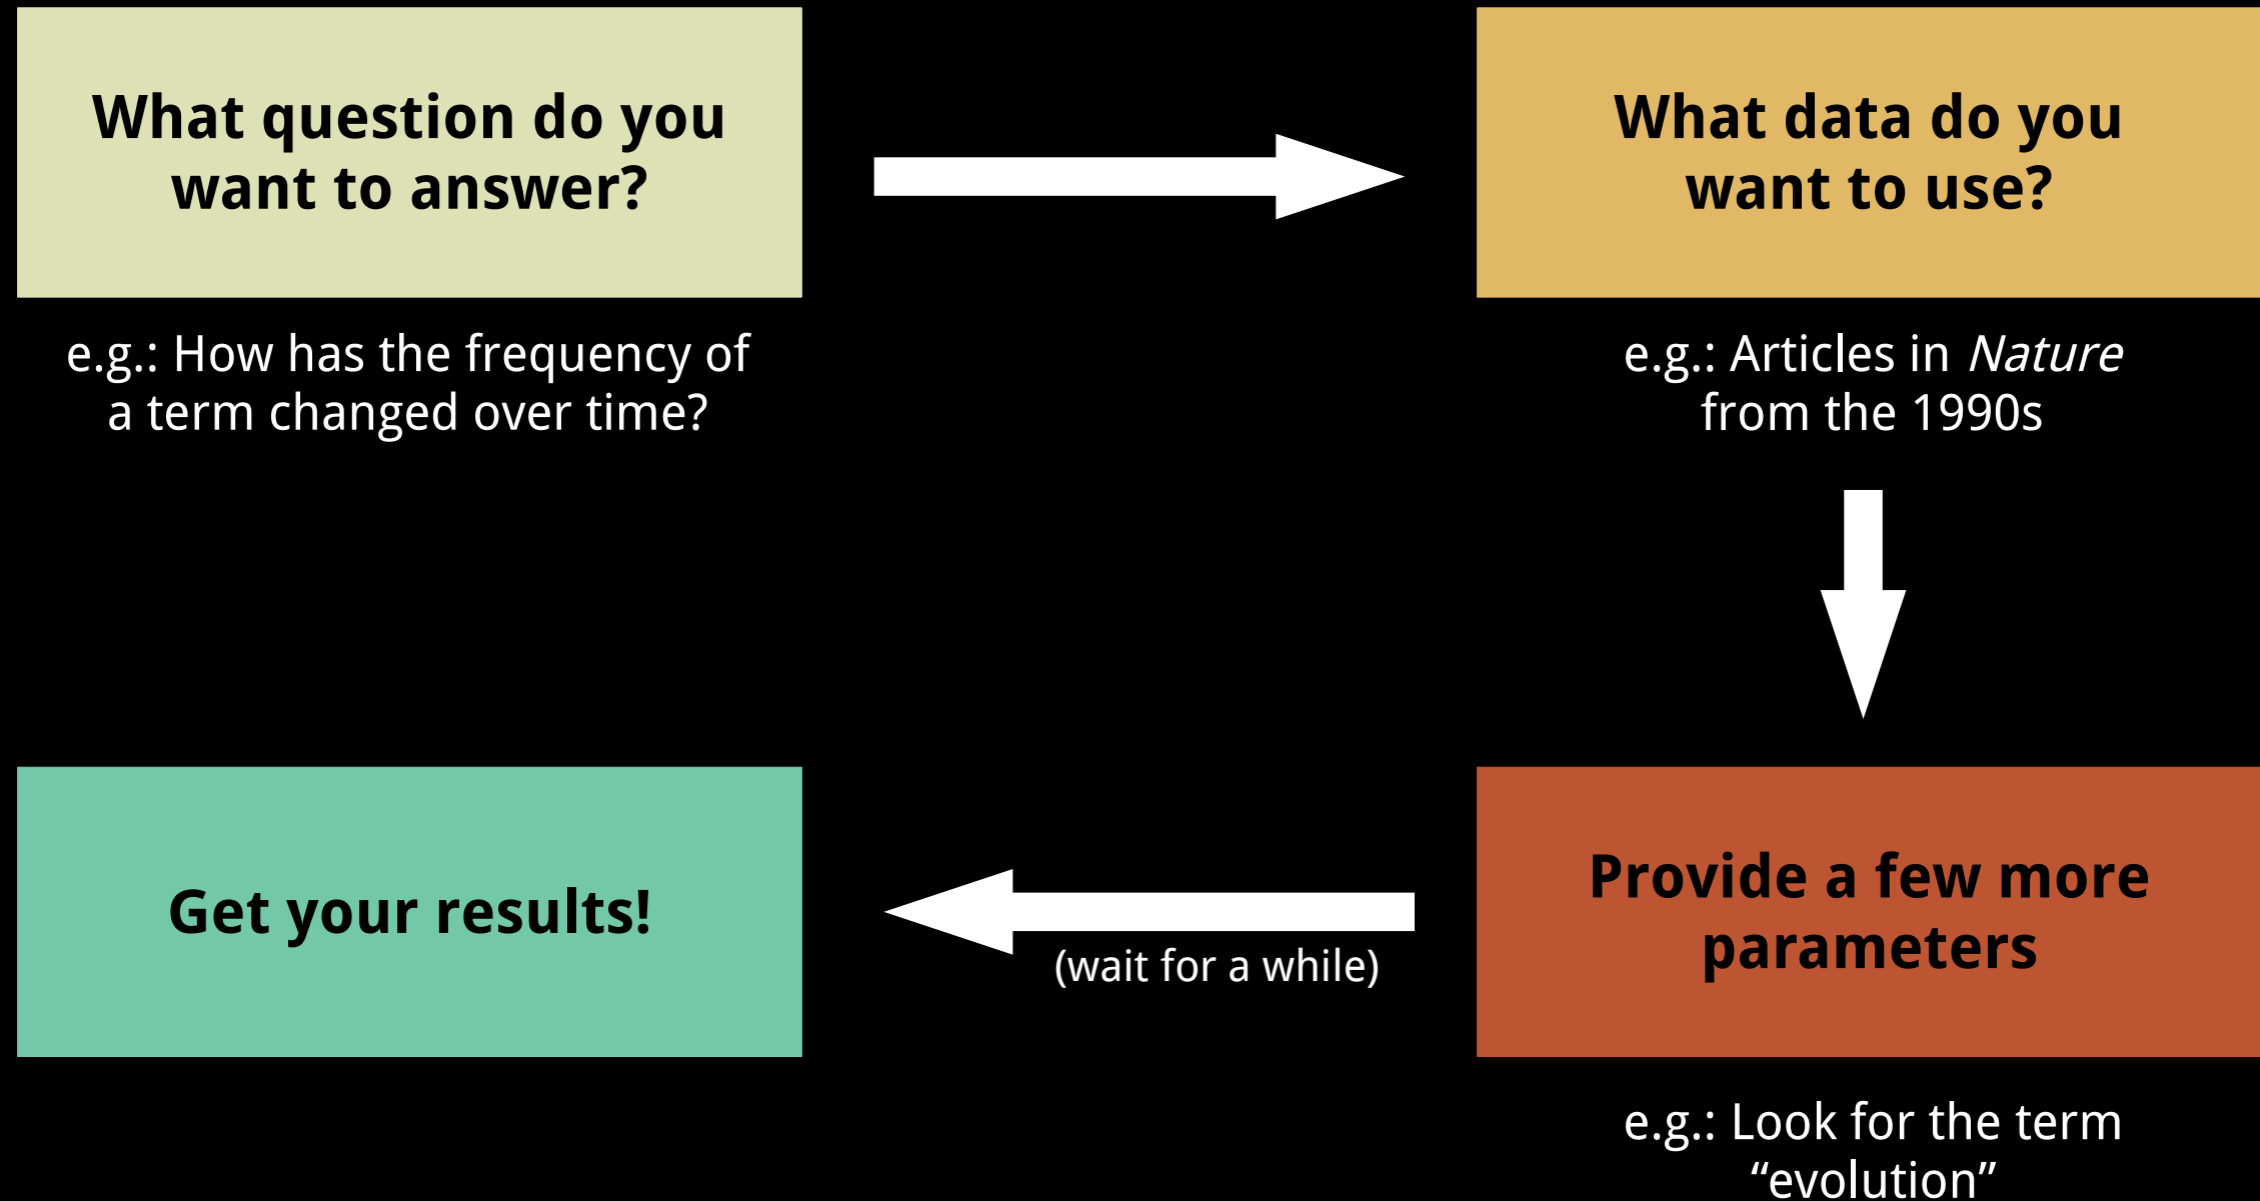 What question do you
want to answer?
e.g.: How has the frequency of
a term changed over time?
What data do you
want to use?
e.g.: Articles in Nature
from the 1990s
Provide a few more
parameters
e.g.: Look for the term
“evolution”
(wait for a while)
Get your results!